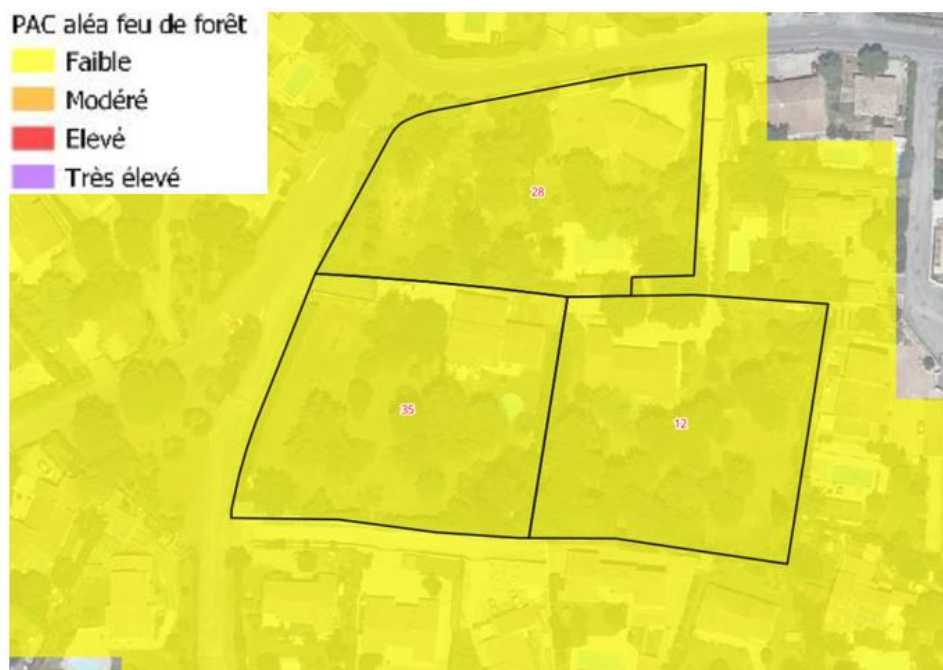 PAC aléa feu de forêt
Faible
Modéré
Elevé
Très élevé
28
35
12